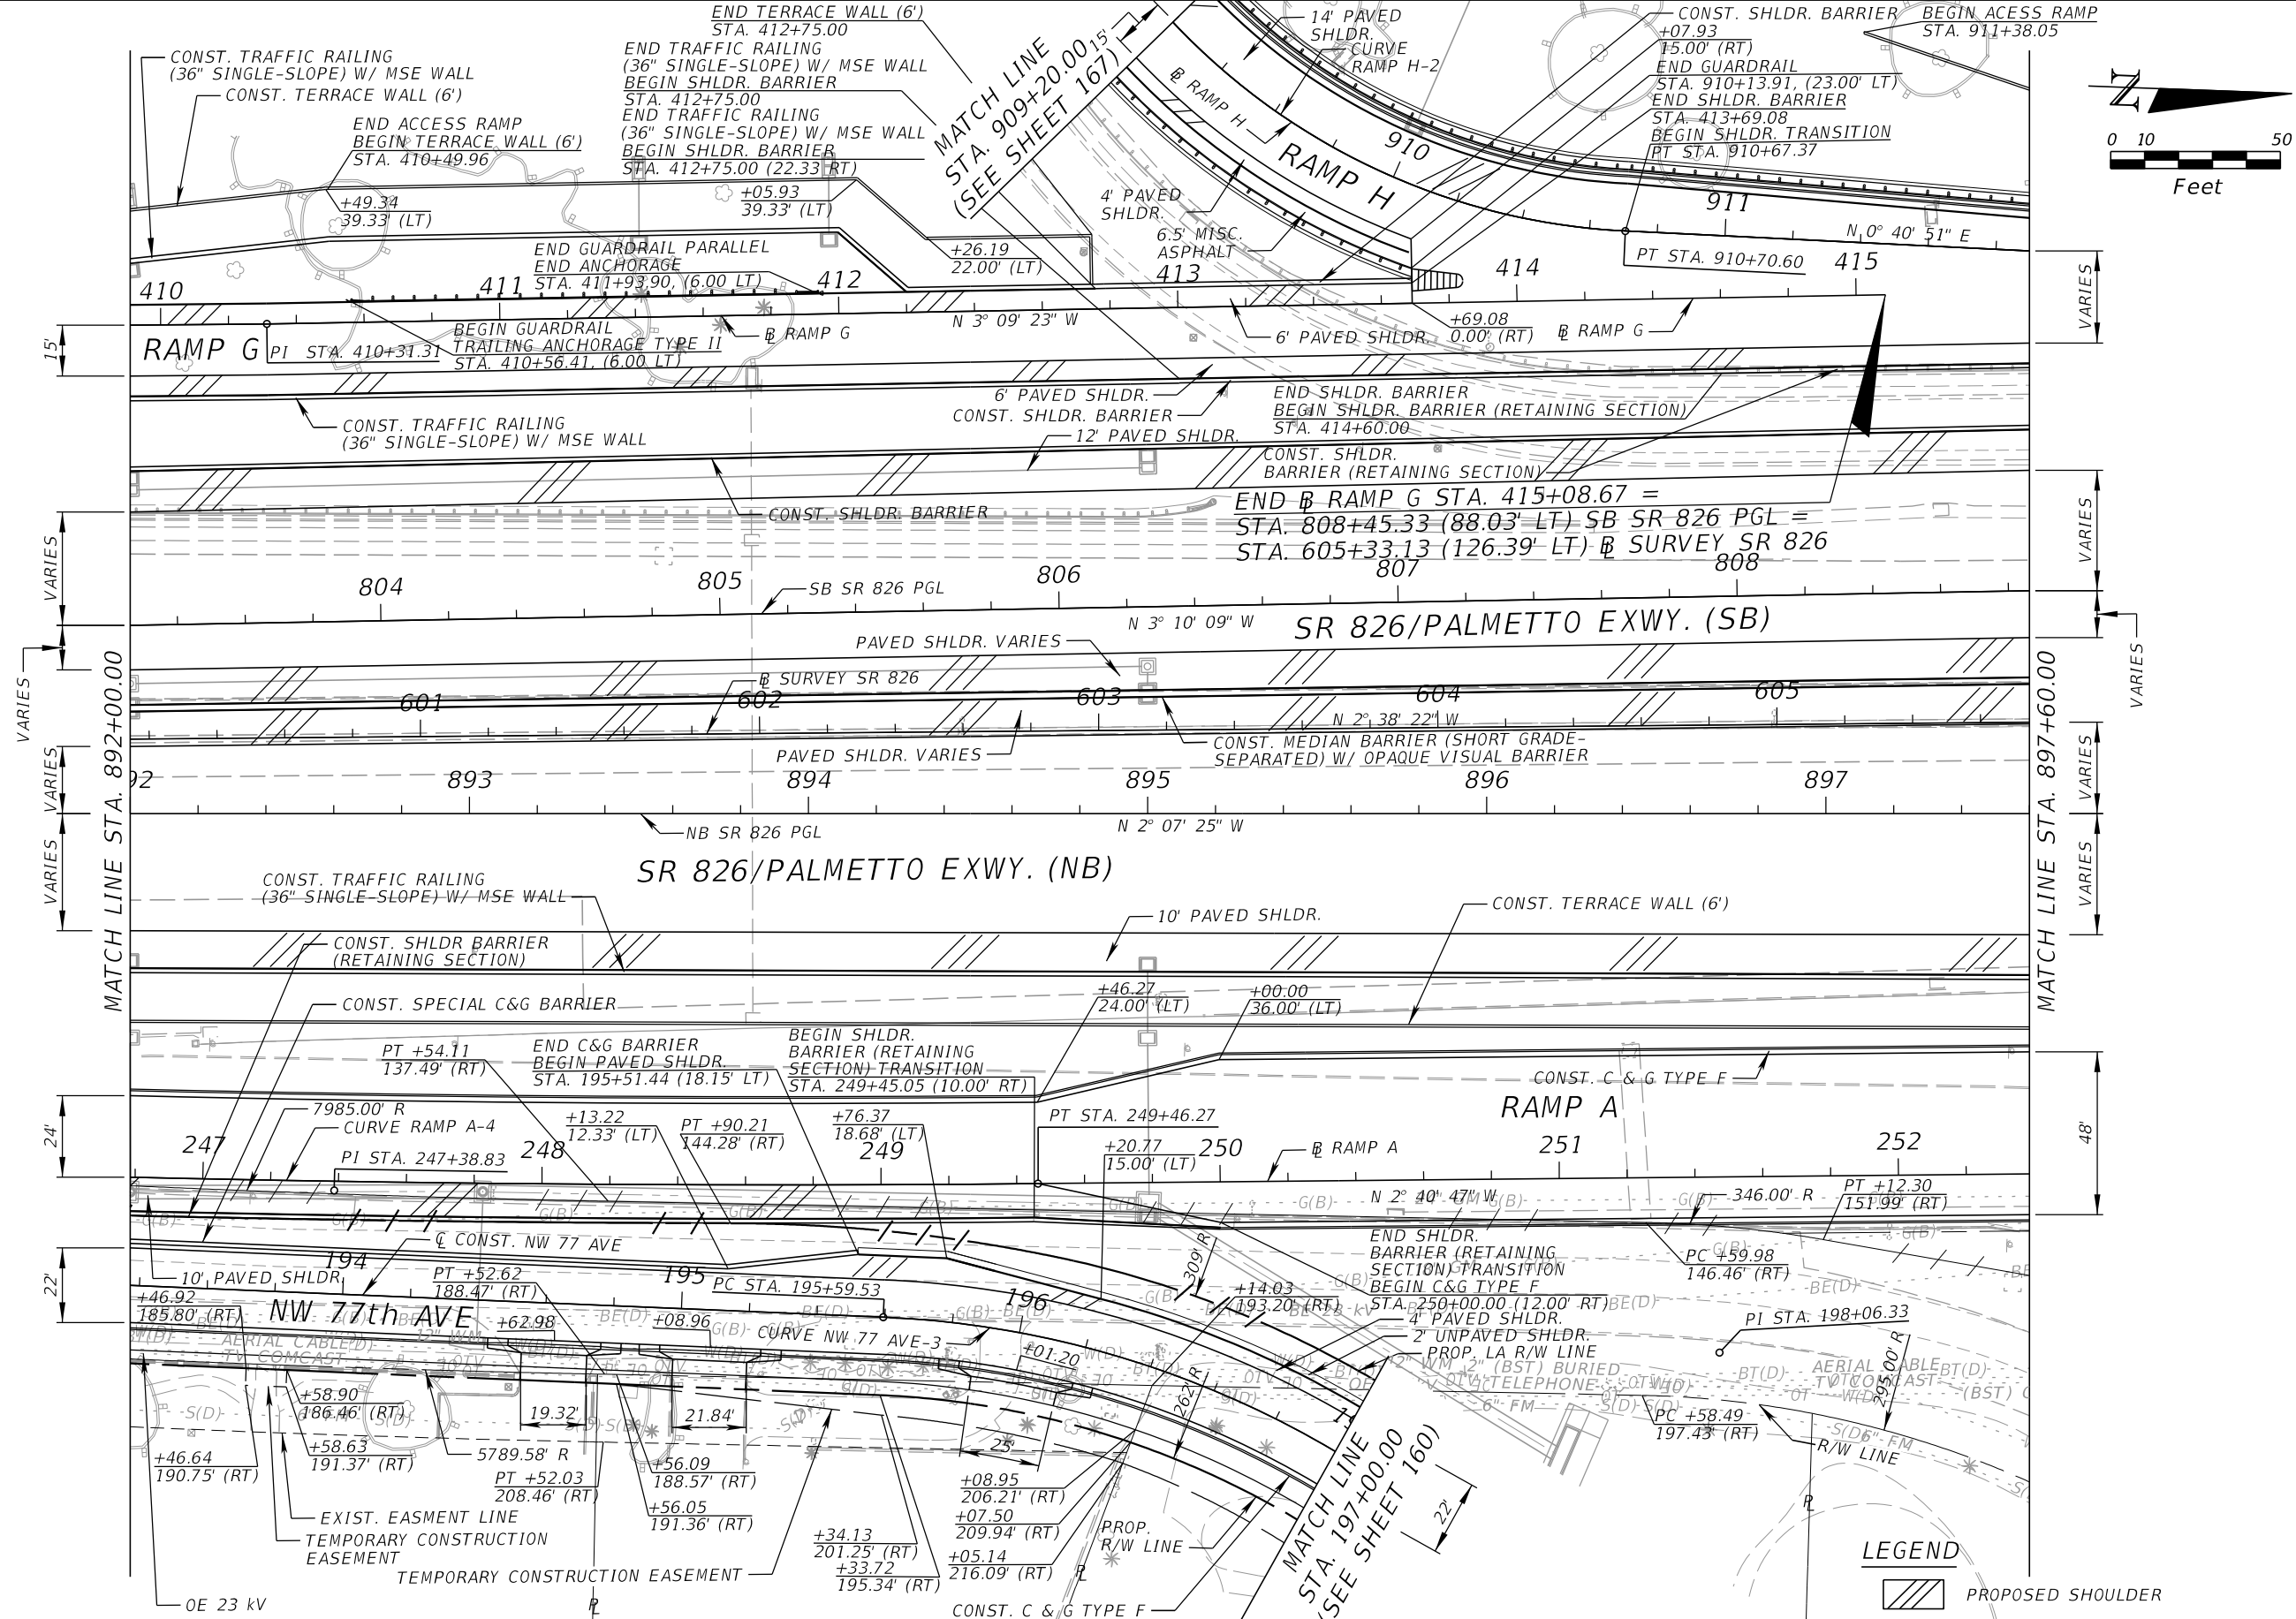 END TERRACE WALL (6')
STA. 412+75.00
END TRAFFIC RAILING
(36" SINGLE-SLOPE) W/ MSE WALL
BEGIN SHLDR. BARRIER
STA. 412+75.00
END TRAFFIC RAILING
(36" SINGLE-SLOPE) W/ MSE WALL
BEGIN SHLDR. BARRIER
STA. 412+75.00 (22.33 RT)
CONST. TRAFFIC RAILING
(36" SINGLE-SLOPE) W/ MSE WALL
CONST. TERRACE WALL (6')
END ACCESS RAMP
BEGIN TERRACE WALL (6')
STA. 410+49.96
MATCH LINE
STA. 909+20.00
(SEE SHEET 167)
15'
14' PAVED
SHLDR.
CURVE
RAMP H-2
CONST. SHLDR. BARRIER
+07.93
15.00' (RT)
END GUARDRAIL
STA. 910+13.91, (23.00' LT)
END SHLDR. BARRIER
STA. 413+69.08
BEGIN SHLDR. TRANSITION
PT STA. 910+67.37
BEGIN ACESS RAMP
STA. 911+38.05
N
0 10 50
Feet
℄ RAMP H
RAMP H
910
911
N 0° 40' 51" E
PT STA. 910+70.60
4' PAVED
SHLDR.
6.5' MISC.
ASPHALT
+49.34
39.33' (LT)
+05.93
39.33' (LT)
+26.19
22.00' (LT)
END GUARDRAIL PARALLEL
END ANCHORAGE
STA. 411+93.90, (6.00 LT)
410
411
412
413
414
415
15'
RAMP G
PI STA. 410+31.31
BEGIN GUARDRAIL
TRAILING ANCHORAGE TYPE II
STA. 410+56.41, (6.00 LT)
℄ RAMP G
N 3° 09' 23" W
6' PAVED SHLDR.
+69.08
0.00' (RT)
℄ RAMP G
VARIES
CONST. TRAFFIC RAILING
(36" SINGLE-SLOPE) W/ MSE WALL
6' PAVED SHLDR.
CONST. SHLDR. BARRIER
12' PAVED SHLDR.
END SHLDR. BARRIER
BEGIN SHLDR. BARRIER (RETAINING SECTION)
STA. 414+60.00
CONST. SHLDR.
BARRIER (RETAINING SECTION)
END ℄ RAMP G STA. 415+08.67 =
STA. 808+45.33 (88.03' LT) SB SR 826 PGL =
STA. 605+33.13 (126.39' LT) ℄ SURVEY SR 826
CONST. SHLDR. BARRIER
VARIES
VARIES
804
805
806
807
808
SB SR 826 PGL
N 3° 10' 09" W
SR 826/PALMETTO EXWY. (SB)
PAVED SHLDR. VARIES
VARIES
VARIES
℄ SURVEY SR 826
601
602
603
604
605
N 2° 38' 22" W
PAVED SHLDR. VARIES
CONST. MEDIAN BARRIER (SHORT GRADE-
SEPARATED) W/ OPAQUE VISUAL BARRIER
VARIES
VARIES
MATCH LINE STA. 892+00.00
MATCH LINE STA. 897+60.00
92
893
894
895
896
897
NB SR 826 PGL
N 2° 07' 25" W
VARIES
VARIES
SR 826/PALMETTO EXWY. (NB)
CONST. TRAFFIC RAILING
(36" SINGLE-SLOPE) W/ MSE WALL
10' PAVED SHLDR.
CONST. TERRACE WALL (6')
CONST. SHLDR BARRIER
(RETAINING SECTION)
CONST. SPECIAL C&G BARRIER
+46.27
24.00' (LT)
+00.00
36.00' (LT)
PT +54.11
137.49' (RT)
END C&G BARRIER
BEGIN PAVED SHLDR.
STA. 195+51.44 (18.15' LT)
BEGIN SHLDR.
BARRIER (RETAINING
SECTION) TRANSITION
STA. 249+45.05 (10.00' RT)
CONST. C & G TYPE F
RAMP A
24'
48'
7985.00' R
CURVE RAMP A-4
+13.22
12.33' (LT)
PT +90.21
144.28' (RT)
+76.37
18.68' (LT)
PT STA. 249+46.27
+20.77
15.00' (LT)
247
248
249
250
251
252
℄ RAMP A
PI STA. 247+38.83
N 2° 40' 47" W
346.00' R
PT +12.30
151.99' (RT)
℄ CONST. NW 77 AVE
194
195
196
10' PAVED SHLDR.
PT +52.62
188.47' (RT)
PC STA. 195+59.53
309' R
END SHLDR.
BARRIER (RETAINING
SECTION) TRANSITION
BEGIN C&G TYPE F
STA. 250+00.00 (12.00' RT)
PC +59.98
146.46' (RT)
22'
+46.92
185.80' (RT)
NW 77th AVE
+62.98
+08.96
CURVE NW 77 AVE-3
+01.20
+14.03
193.20' (RT)
4' PAVED SHLDR.
2' UNPAVED SHLDR.
PROP. LA R/W LINE
PI STA. 198+06.33
AERIAL CABLE
TV COMCAST
12" WM
2" (BST) BURIED
TELEPHONE
6" FM
AERIAL CABLE
TV COMCAST
295.00' R
262' R
+58.90
186.46' (RT)
+58.63
191.37' (RT)
+46.64
190.75' (RT)
19.32'
21.84'
25'
5789.58' R
PT +52.03
208.46' (RT)
+56.09
188.57' (RT)
+56.05
191.36' (RT)
PC +58.49
197.43' (RT)
R/W LINE
6" FM
EXIST. EASMENT LINE
TEMPORARY CONSTRUCTION
EASEMENT
TEMPORARY CONSTRUCTION EASEMENT
+34.13
201.25' (RT)
+33.72
195.34' (RT)
+08.95
206.21' (RT)
+07.50
209.94' (RT)
+05.14
216.09' (RT)
PROP.
R/W LINE
MATCH LINE
STA. 197+00.00
(SEE SHEET 160)
22'
CONST. C & G TYPE F
OE 23 kV
LEGEND
PROPOSED SHOULDER